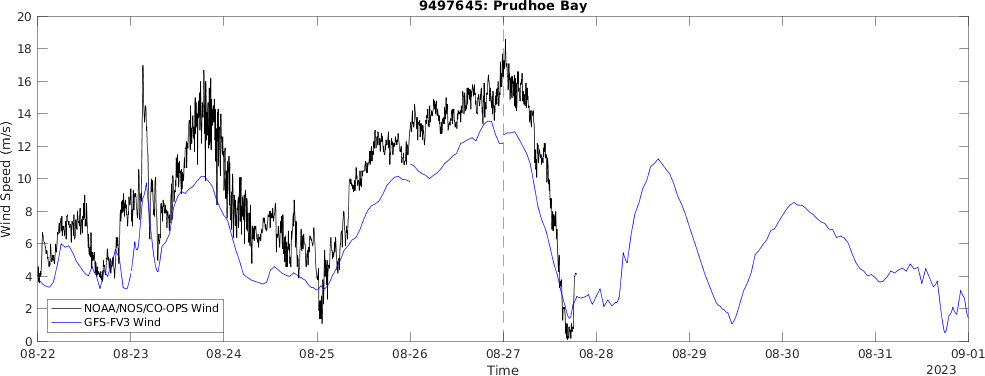 9497645: Prudhoe Bay
20
18
16
14
12
10
8
6
4
2
0
Wind Speed (m/s)
NOAA/NOS/CO-OPS Wind
GFS-FV3 Wind
08-22 08-23 08-24 08-25 08-26 08-27 08-28 08-29 08-30 08-31 09-01
Time
2023